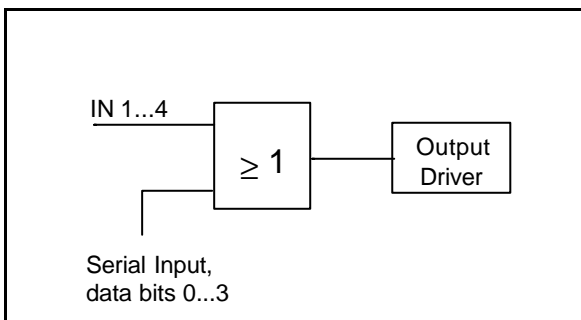 IN 1...4
≥ 1
Output
Driver
Serial Input,
data bits 0...3